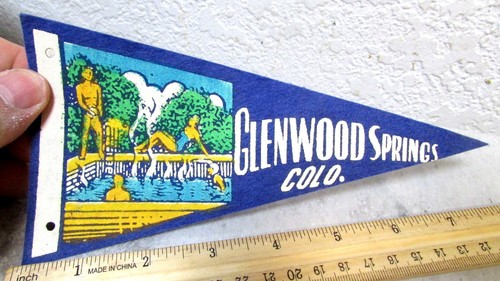 GLENWOOD SPRINGS
COLO.
inch 1 MADE IN CHINA 2 3 4 5 6 7